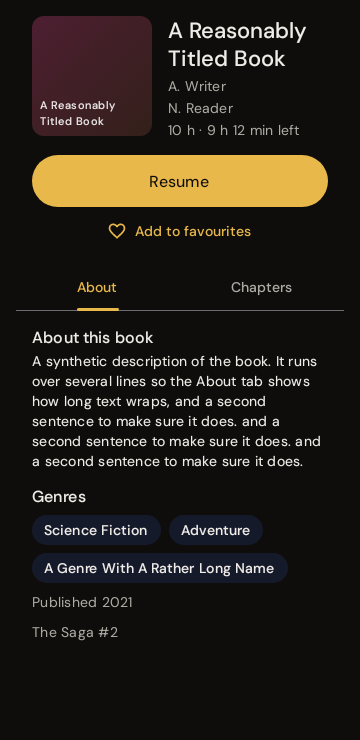 A Reasonably
Titled Book
A Reasonably
Titled Book
A. Writer
N. Reader
10 h · 9 h 12 min left
Resume
Add to favourites
About
Chapters
About this book
A synthetic description of the book. It runs
over several lines so the About tab shows
how long text wraps, and a second
sentence to make sure it does. and a
second sentence to make sure it does. and
a second sentence to make sure it does.
Genres
Science Fiction
Adventure
A Genre With A Rather Long Name
Published 2021
The Saga #2